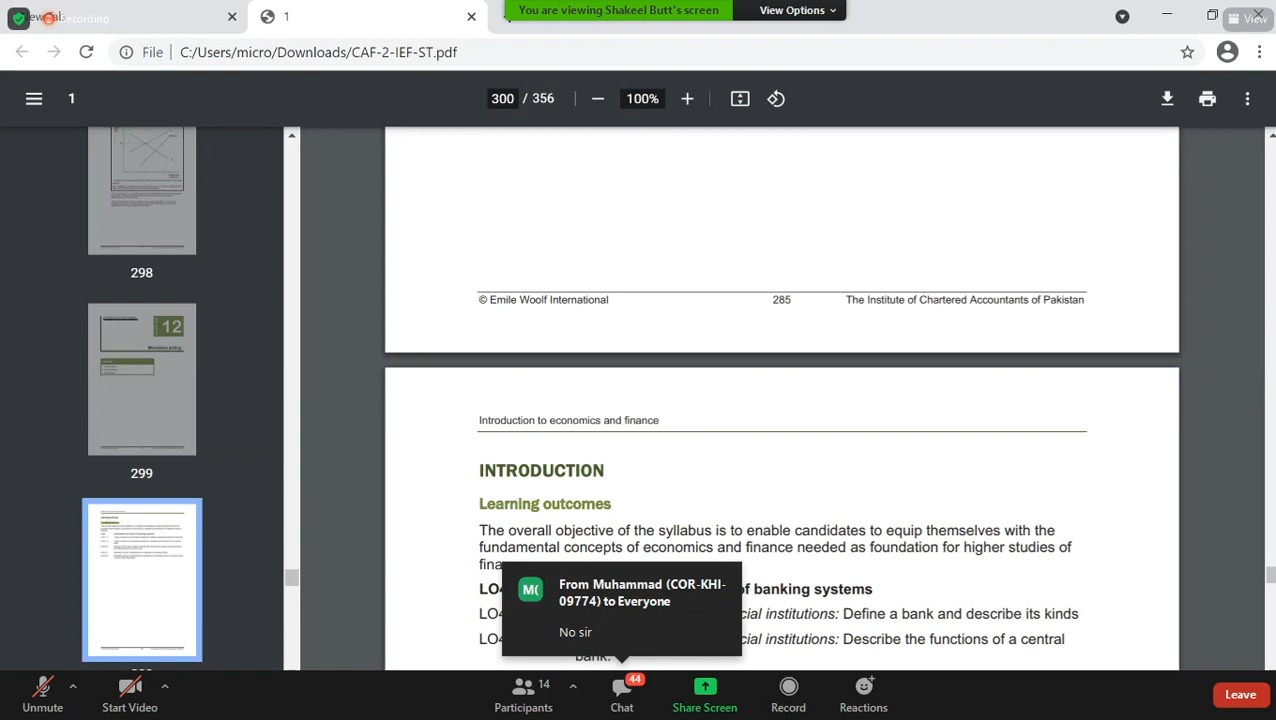 Recording
1
You are viewing Shakeel Butt's screen
View Options
View
File
C:/Users/micro/Downloads/CAF-2-IEF-ST.pdf
1
300 / 356
100%
298
12
Monetary policy
299
© Emile Woolf International
285
The Institute of Chartered Accountants of Pakistan
Introduction to economics and finance
INTRODUCTION
Learning outcomes
The overall objective of the syllabus is to enable candidates to equip themselves with the
fundamental concepts of economics and finance needed as foundation for higher studies of
fina
LO4 of banking systems
LO4 cial institutions: Define a bank and describe its kinds
LO4 cial institutions: Describe the functions of a central
bank.
M(
From Muhammad (COR-KHI-
09774) to Everyone
No sir
Unmute
Start Video
14
Participants
44
Chat
Share Screen
Record
Reactions
Leave